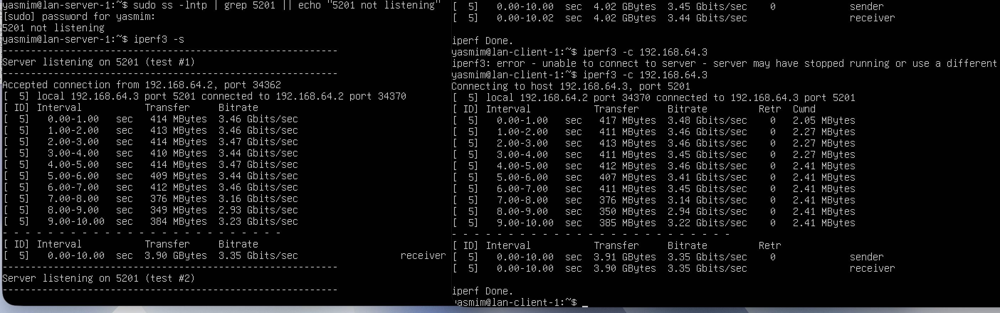 yasmim@lan-server-1:~$ sudo ss -lntp | grep 5201 || echo "5201 not listening"
[sudo] password for yasmim:
5201 not listening
yasmim@lan-server-1:~$ iperf3 -s
-----------------------------------------------------------
Server listening on 5201 (test #1)
-----------------------------------------------------------
Accepted connection from 192.168.64.2, port 34362
[  5] local 192.168.64.3 port 5201 connected to 192.168.64.2 port 34370
[ ID] Interval           Transfer     Bitrate
[  5]   0.00-1.00   sec   414 MBytes  3.46 Gbits/sec
[  5]   1.00-2.00   sec   413 MBytes  3.46 Gbits/sec
[  5]   2.00-3.00   sec   414 MBytes  3.47 Gbits/sec
[  5]   3.00-4.00   sec   410 MBytes  3.44 Gbits/sec
[  5]   4.00-5.00   sec   414 MBytes  3.47 Gbits/sec
[  5]   5.00-6.00   sec   409 MBytes  3.44 Gbits/sec
[  5]   6.00-7.00   sec   412 MBytes  3.46 Gbits/sec
[  5]   7.00-8.00   sec   376 MBytes  3.16 Gbits/sec
[  5]   8.00-9.00   sec   349 MBytes  2.93 Gbits/sec
[  5]   9.00-10.00  sec   384 MBytes  3.23 Gbits/sec
- - - - - - - - - - - - - - - - - - - - - - - - -
[ ID] Interval           Transfer     Bitrate
[  5]   0.00-10.00  sec  3.90 GBytes  3.35 Gbits/sec                  receiver
-----------------------------------------------------------
Server listening on 5201 (test #2)
-----------------------------------------------------------
[  5]   0.00-10.00  sec  4.02 GBytes  3.45 Gbits/sec    0             sender
[  5]   0.00-10.02  sec  4.02 GBytes  3.44 Gbits/sec                  receiver
iperf Done.
yasmim@lan-client-1:~$ iperf3 -c 192.168.64.3
iperf3: error - unable to connect to server - server may have stopped running or use a different
yasmim@lan-client-1:~$ iperf3 -c 192.168.64.3
Connecting to host 192.168.64.3, port 5201
[  5] local 192.168.64.2 port 34370 connected to 192.168.64.3 port 5201
[ ID] Interval           Transfer     Bitrate         Retr  Cwnd
[  5]   0.00-1.00   sec   417 MBytes  3.48 Gbits/sec    0   2.05 MBytes
[  5]   1.00-2.00   sec   411 MBytes  3.46 Gbits/sec    0   2.27 MBytes
[  5]   2.00-3.00   sec   413 MBytes  3.46 Gbits/sec    0   2.27 MBytes
[  5]   3.00-4.00   sec   411 MBytes  3.45 Gbits/sec    0   2.27 MBytes
[  5]   4.00-5.00   sec   412 MBytes  3.46 Gbits/sec    0   2.41 MBytes
[  5]   5.00-6.00   sec   407 MBytes  3.41 Gbits/sec    0   2.41 MBytes
[  5]   6.00-7.00   sec   411 MBytes  3.45 Gbits/sec    0   2.41 MBytes
[  5]   7.00-8.00   sec   376 MBytes  3.14 Gbits/sec    0   2.41 MBytes
[  5]   8.00-9.00   sec   350 MBytes  2.94 Gbits/sec    0   2.41 MBytes
[  5]   9.00-10.00  sec   385 MBytes  3.22 Gbits/sec    0   2.41 MBytes
- - - - - - - - - - - - - - - - - - - - - - - - -
[ ID] Interval           Transfer     Bitrate         Retr
[  5]   0.00-10.00  sec  3.91 GBytes  3.35 Gbits/sec    0             sender
[  5]   0.00-10.00  sec  3.90 GBytes  3.35 Gbits/sec                  receiver
iperf Done.
yasmim@lan-client-1:~$ _